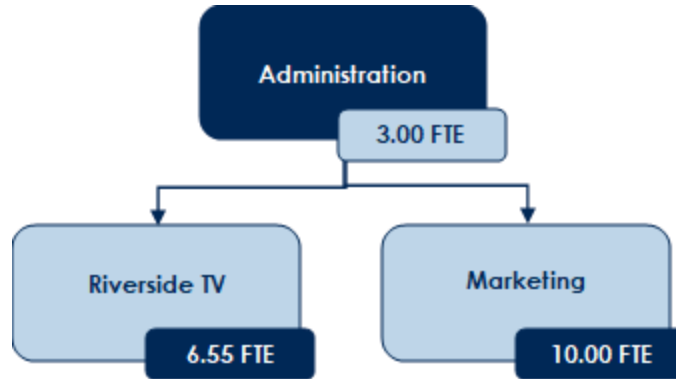 Administration
3.00 FTE
Riverside TV
6.55 FTE
Marketing
10.00 FTE